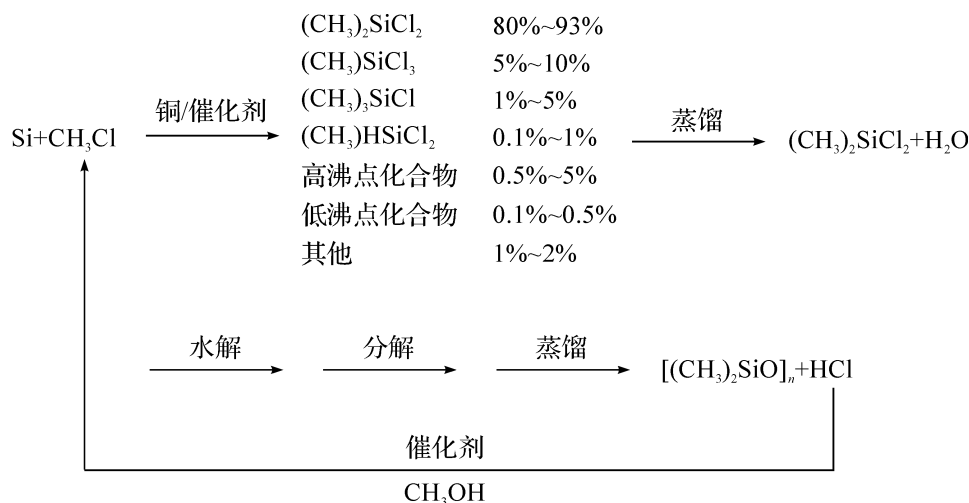 (CH₃)₂SiCl₂ 80%~93%
(CH₃)SiCl₃ 5%~10%
(CH₃)₃SiCl 1%~5%
Si+CH₃Cl 铜/催化剂 (CH₃)HSiCl₂ 0.1%~1% 蒸馏 (CH₃)₂SiCl₂+H₂O
高沸点化合物 0.5%~5%
低沸点化合物 0.1%~0.5%
其他 1%~2%
水解 分解 蒸馏 [(CH₃)₂SiO]ₙ+HCl
催化剂
CH₃OH